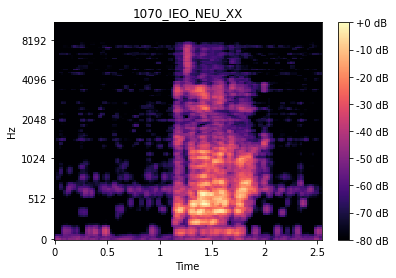 1070_IEO_NEU_XX
8192
4096
2048
1024
512
0
Hz
0
0.5
1
1.5
2
2.5
Time
+0 dB
-10 dB
-20 dB
-30 dB
-40 dB
-50 dB
-60 dB
-70 dB
-80 dB